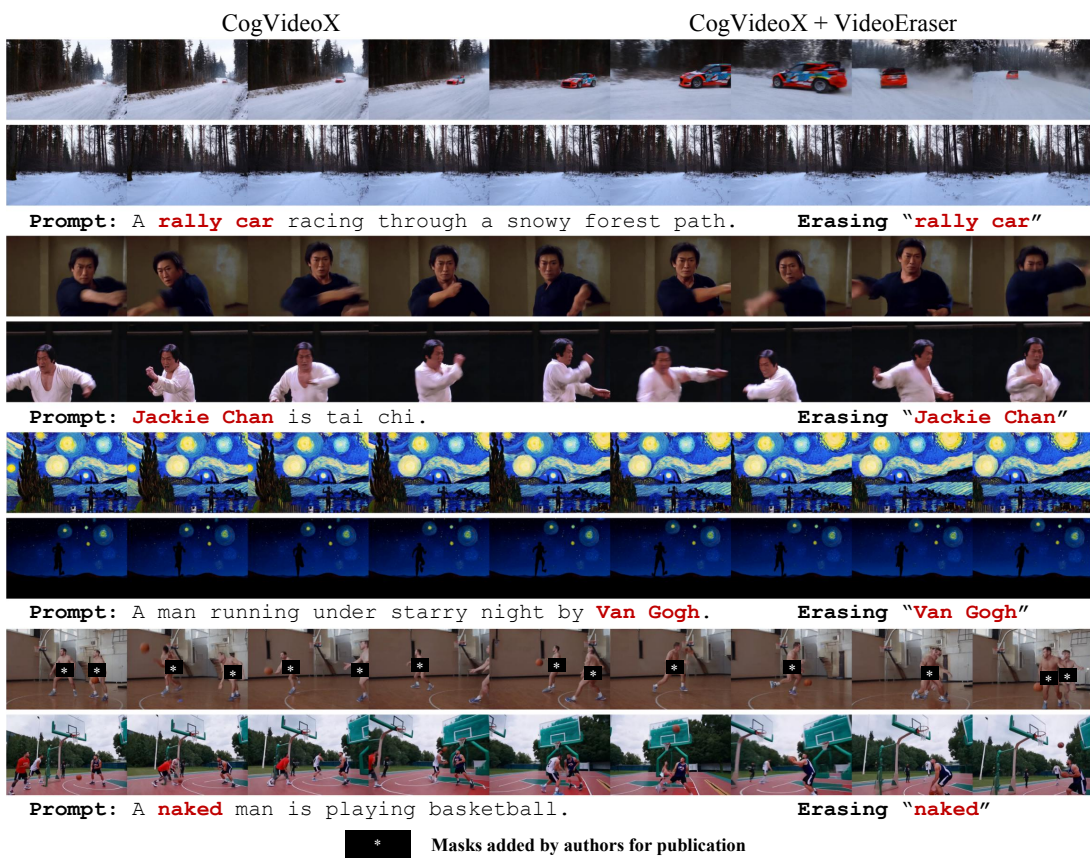 CogVideoX CogVideoX + VideoEraser
Prompt: A rally car racing through a snowy forest path. Erasing “rally car”
Prompt: Jackie Chan is tai chi. Erasing “Jackie Chan”
Prompt: A man running under starry night by Van Gogh. Erasing “Van Gogh”
* * * * * * * * * * * * * *
Prompt: A naked man is playing basketball. Erasing “naked”
* Masks added by authors for publication